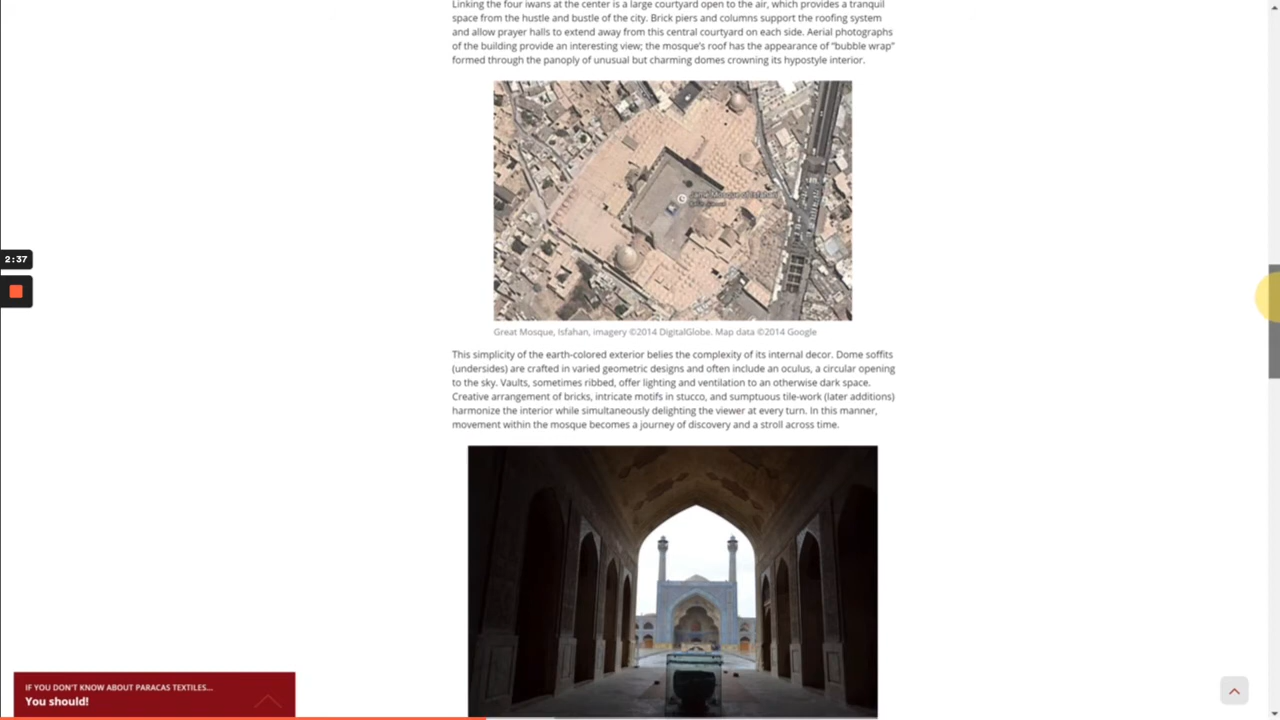 Linking the four iwans at the center is a large courtyard open to the air, which provides a tranquil
space from the hustle and bustle of the city. Brick piers and columns support the roofing system
and allow prayer halls to extend away from this central courtyard on each side. Aerial photographs
of the building provide an interesting view; the mosque's roof has the appearance of “bubble wrap”
formed through the panoply of unusual but charming domes crowning its hypostyle interior.
Mosque of Isfahan
Great Mosque, Isfahan, imagery ©2014 DigitalGlobe. Map data ©2014 Google
2:37
This simplicity of the earth-colored exterior belies the complexity of its internal decor. Dome soffits
(undersides) are crafted in varied geometric designs and often include an oculus, a circular opening
to the sky. Vaults, sometimes ribbed, offer lighting and ventilation to an otherwise dark space.
Creative arrangement of bricks, intricate motifs in stucco, and sumptuous tile-work (later additions)
harmonize the interior while simultaneously delighting the viewer at every turn. In this manner,
movement within the mosque becomes a journey of discovery and a stroll across time.
IF YOU DON'T KNOW ABOUT PARACAS TEXTILES...
You should!